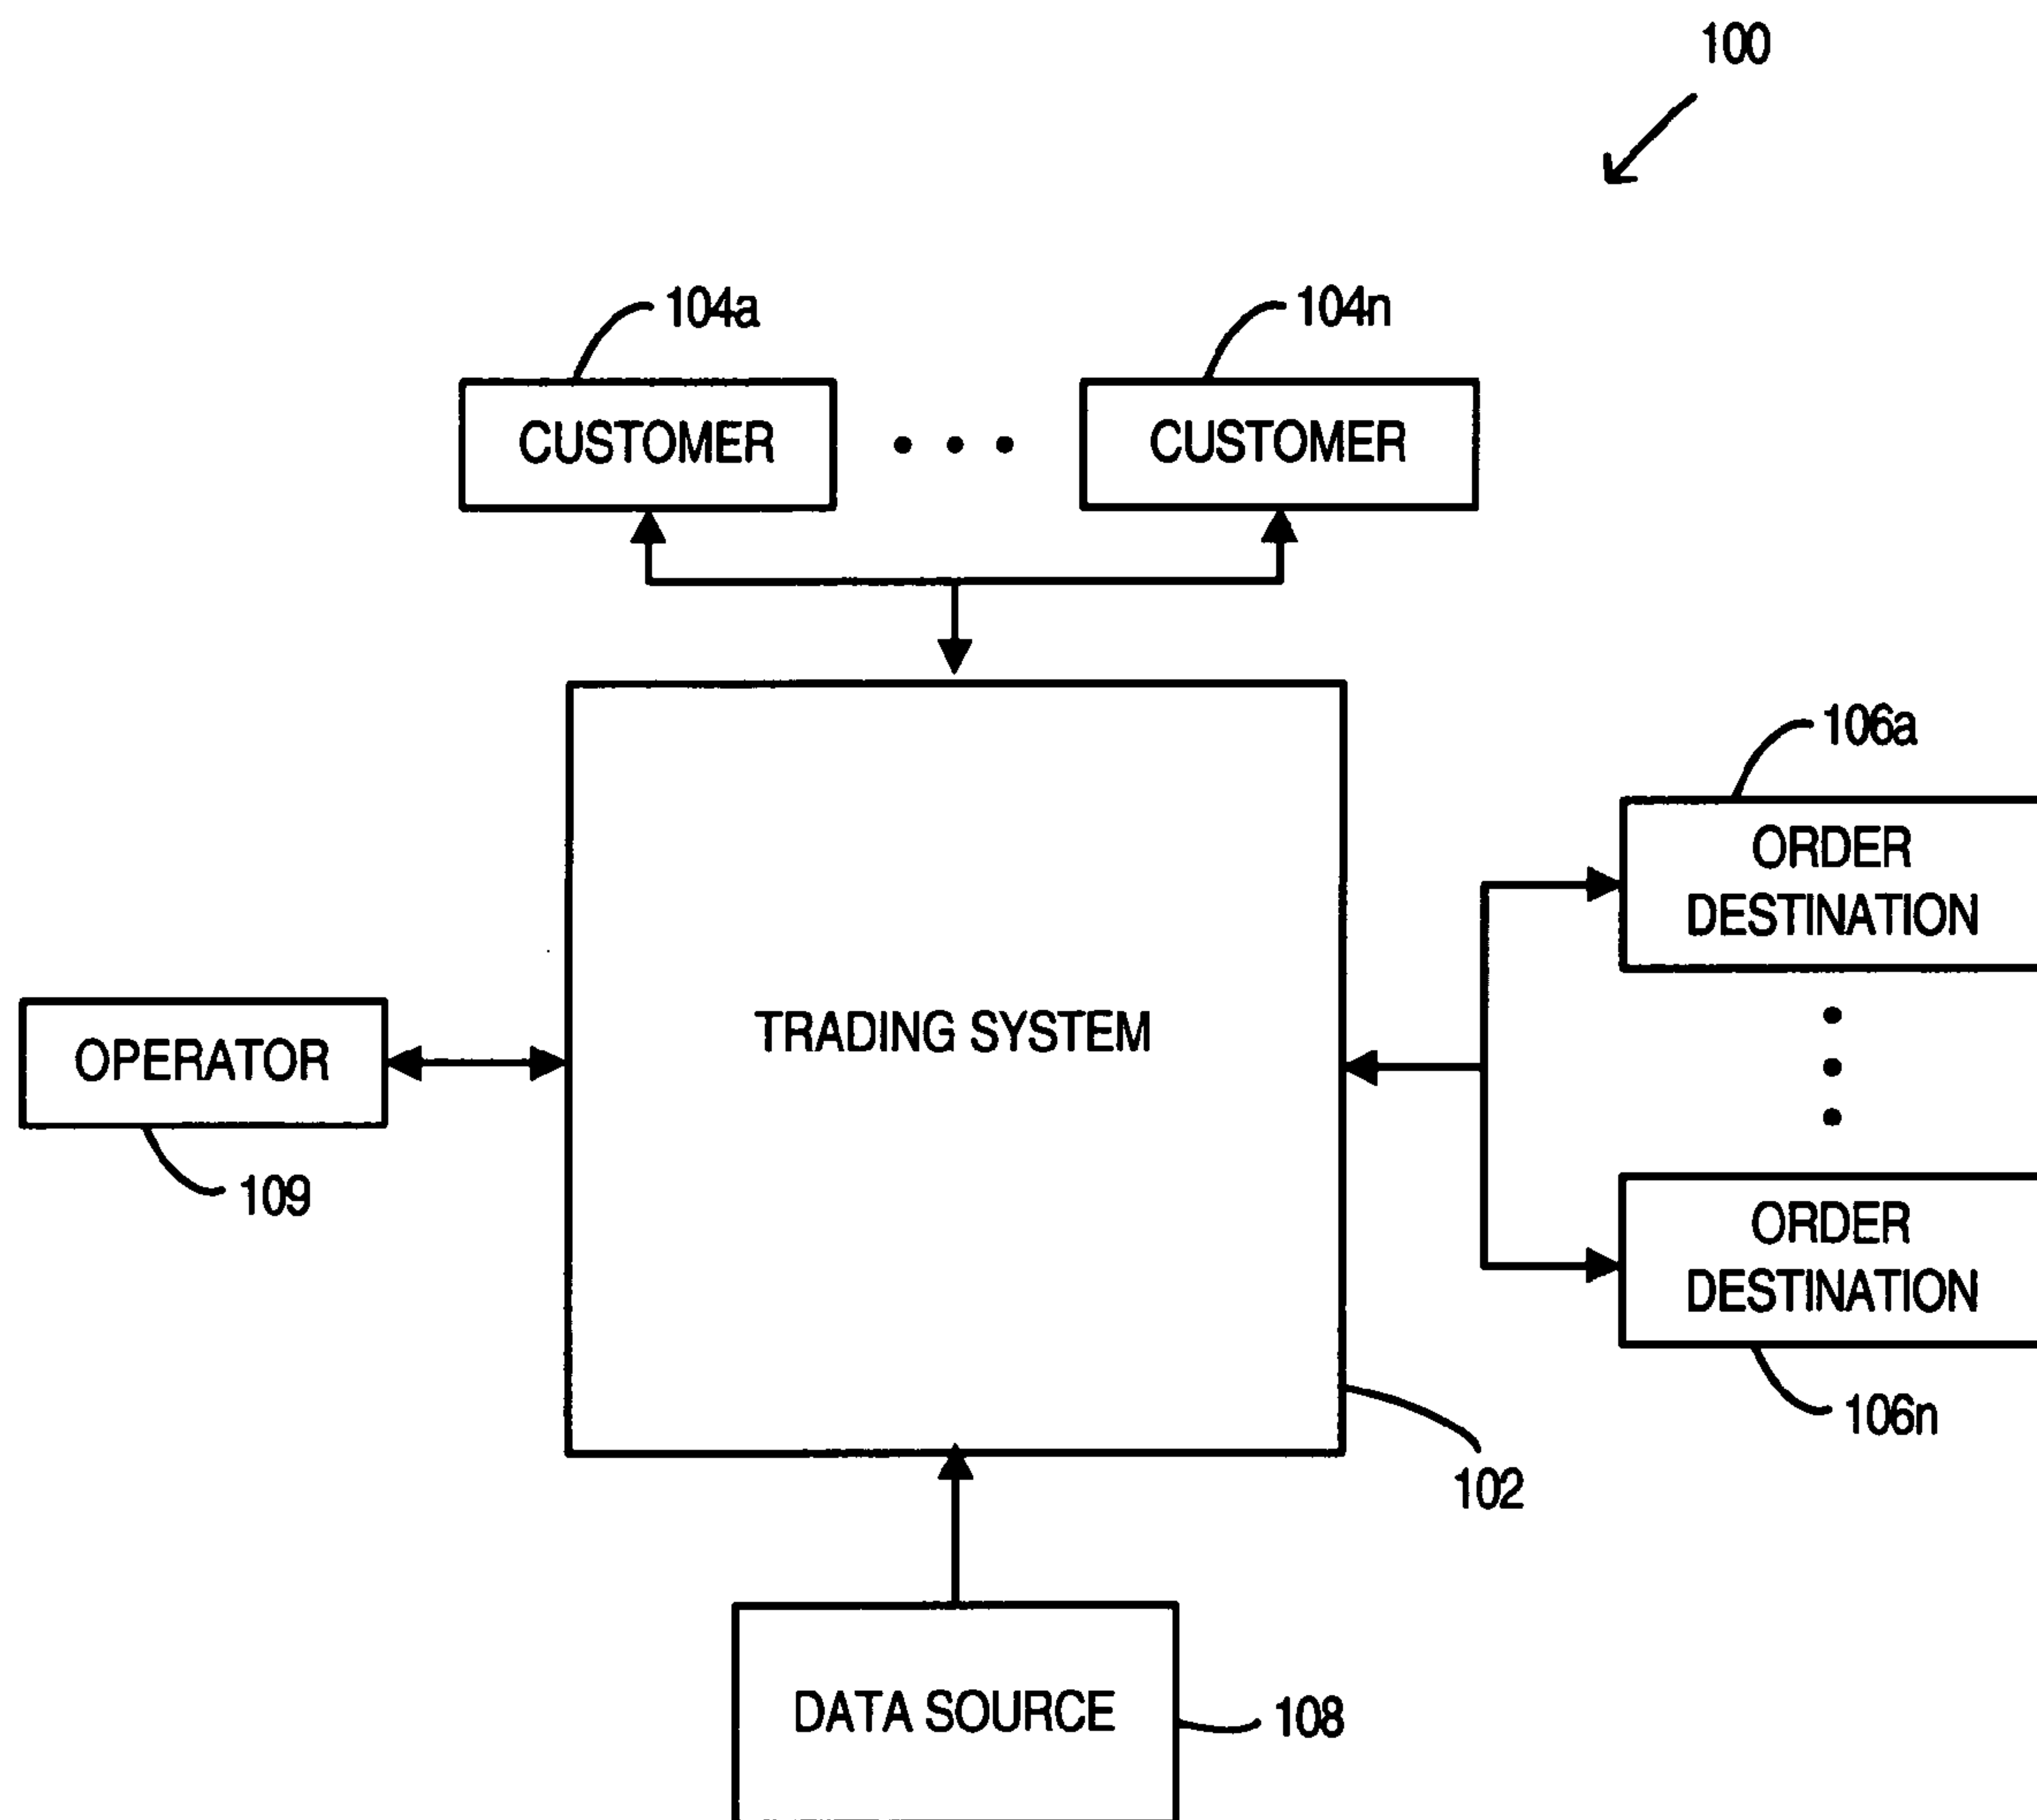 100
104a
104n
CUSTOMER
CUSTOMER
106a
ORDER
DESTINATION
TRADING SYSTEM
OPERATOR
109
ORDER
DESTINATION
106n
102
DATA SOURCE
108